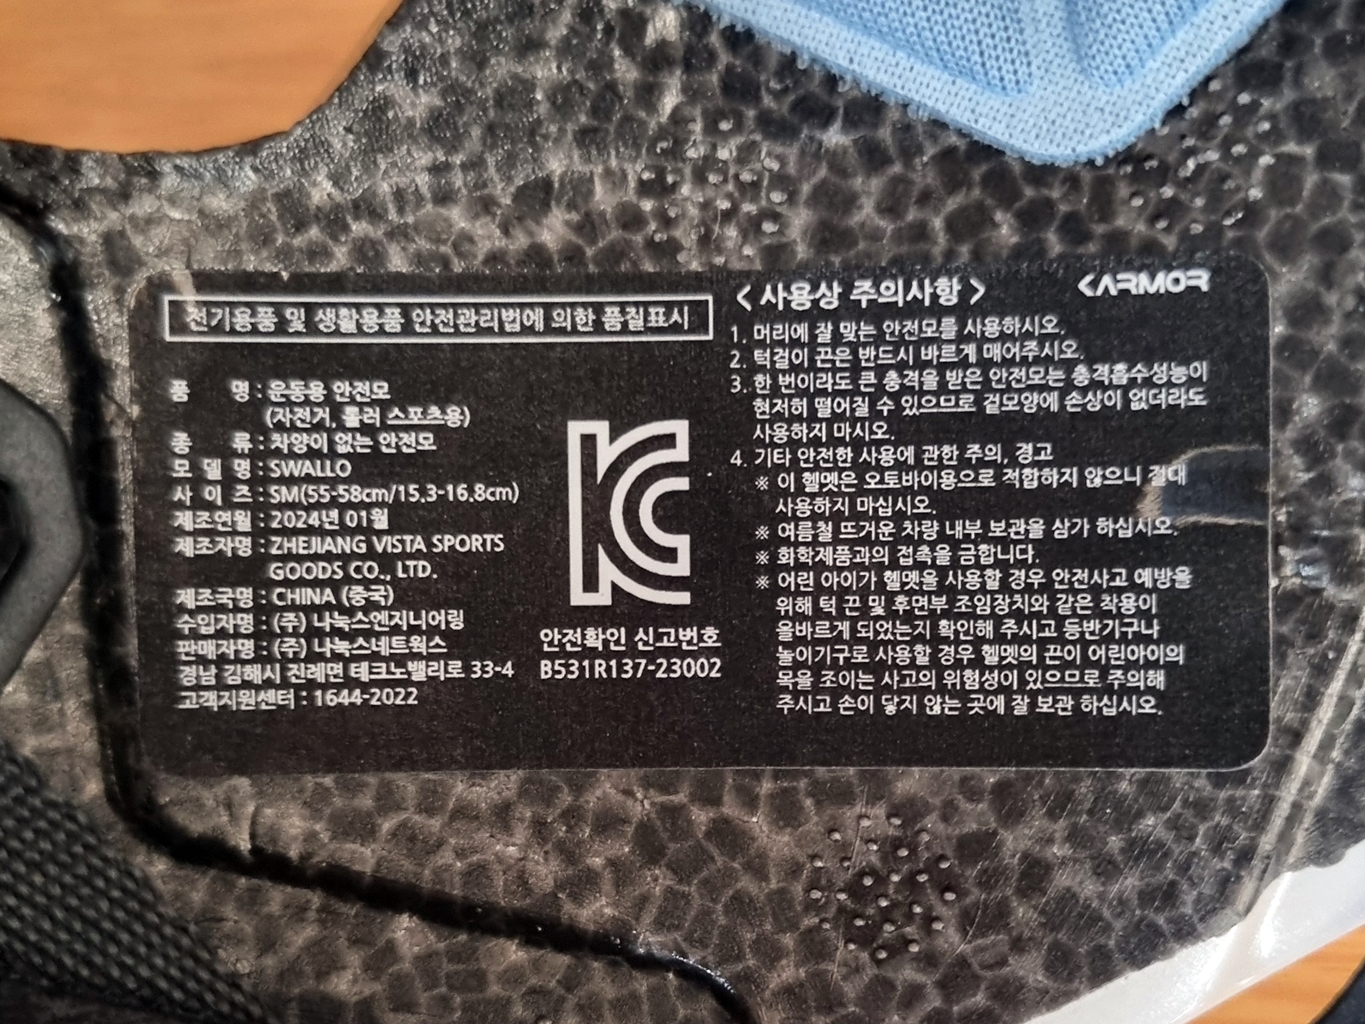 전기용품 및 생활용품 안전관리법에 의한 품질표시
품 명 : 운동용 안전모
(자전거, 롤러 스포츠용)
종 류 : 차양이 없는 안전모
모 델 명 : SWALLO
사 이 즈 : SM(55-58cm/15.3-16.8cm)
제조연월 : 2024년 01월
제조자명 : ZHEJIANG VISTA SPORTS
GOODS CO., LTD.
제조국명 : CHINA (중국)
수입자명 : (주) 나눅스엔지니어링
판매자명 : (주) 나눅스네트웍스
경남 김해시 진례면 테크노밸리로 33-4
고객지원센터 : 1644-2022
KC
안전확인 신고번호
B531R137-23002
< 사용상 주의사항 >
ARMOR
1. 머리에 잘 맞는 안전모를 사용하시오.
2. 턱걸이 끈은 반드시 바르게 매어주시오.
3. 한 번이라도 큰 충격을 받은 안전모는 충격흡수성능이
현저히 떨어질 수 있으므로 겉모양에 손상이 없더라도
사용하지 마시오.
4. 기타 안전한 사용에 관한 주의, 경고
※ 이 헬멧은 오토바이용으로 적합하지 않으니 절대
사용하지 마십시오.
※ 여름철 뜨거운 차량 내부 보관을 삼가 하십시오.
※ 화학제품과의 접촉을 금합니다.
※ 어린 아이가 헬멧을 사용할 경우 안전사고 예방을
위해 턱 끈 및 후면부 조임장치와 같은 착용이
올바르게 되었는지 확인해 주시고 등반기구나
놀이기구로 사용할 경우 헬멧의 끈이 어린아이의
목을 조이는 사고의 위험성이 있으므로 주의해
주시고 손이 닿지 않는 곳에 잘 보관 하십시오.